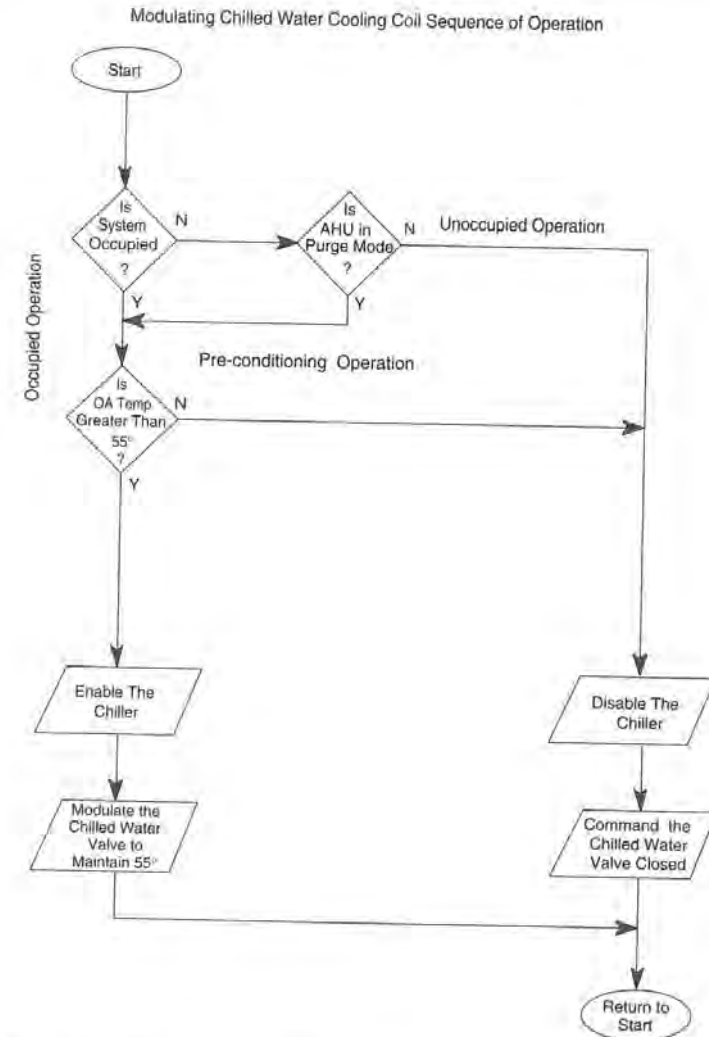 Modulating Chilled Water Cooling Coil Sequence of Operation
Start
Is
System
Occupied
?
N
Y
Is
AHU in
Purge Mode
?
N
Y
Unoccupied Operation
Occupied Operation
Pre-conditioning Operation
Is
OA Temp
Greater Than
55°
?
N
Y
Enable The
Chiller
Disable The
Chiller
Modulate the
Chilled Water
Valve to
Maintain 55°
Command the
Chilled Water
Valve Closed
Return to
Start